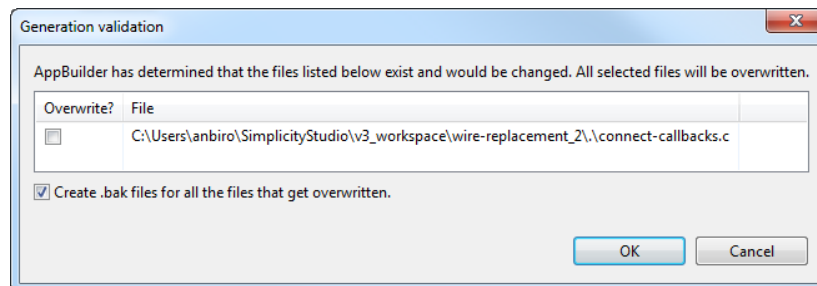 Generation validation
AppBuilder has determined that the files listed below exist and would be changed. All selected files will be overwritten.
Overwrite? File
C:\Users\anbiro\SimplicityStudio\v3_workspace\wire-replacement_2\.\connect-callbacks.c
Create .bak files for all the files that get overwritten.
OK Cancel